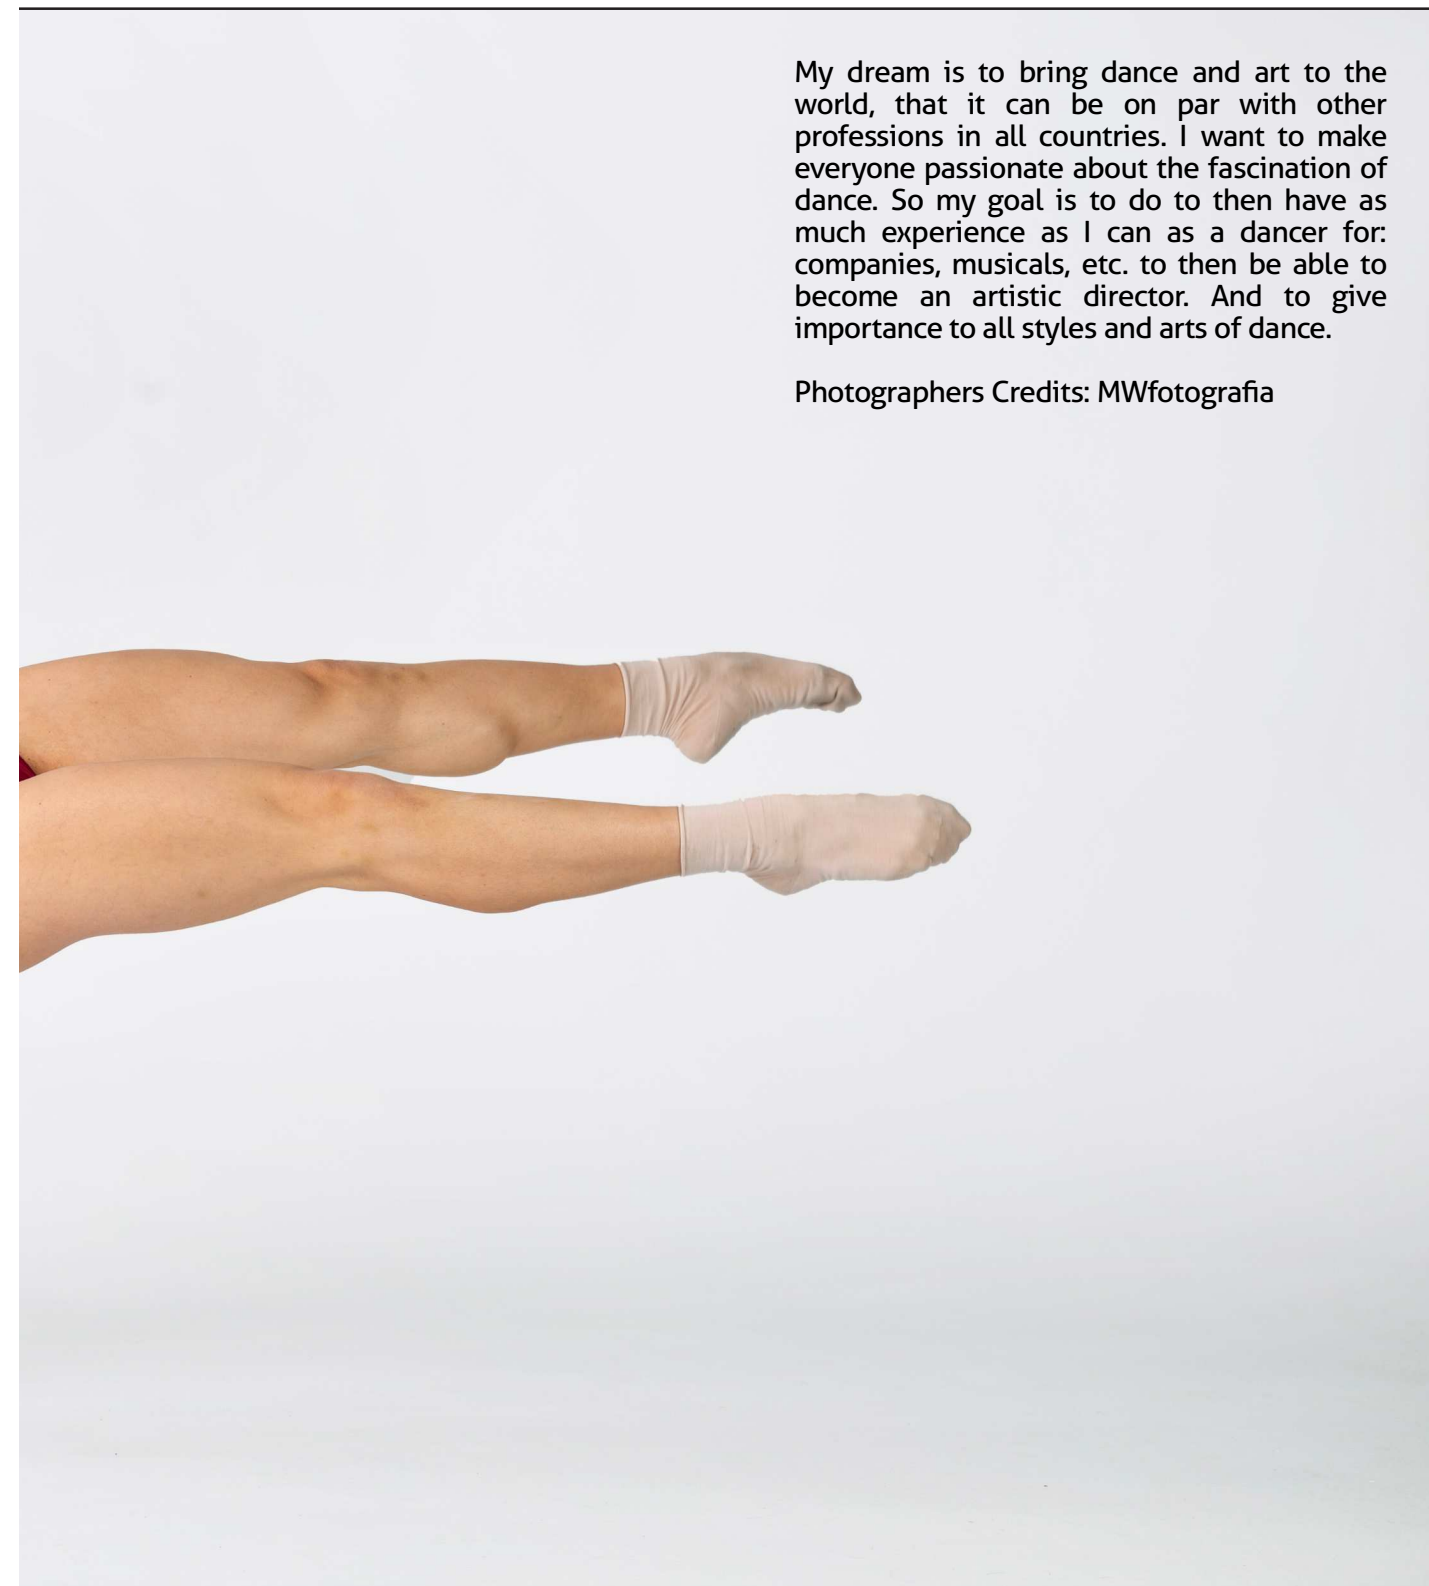 My dream is to bring dance and art to the
world, that it can be on par with other
professions in all countries. I want to make
everyone passionate about the fascination of
dance. So my goal is to do to then have as
much experience as I can as a dancer for:
companies, musicals, etc. to then be able to
become an artistic director. And to give
importance to all styles and arts of dance.
Photographers Credits: MWfotografia